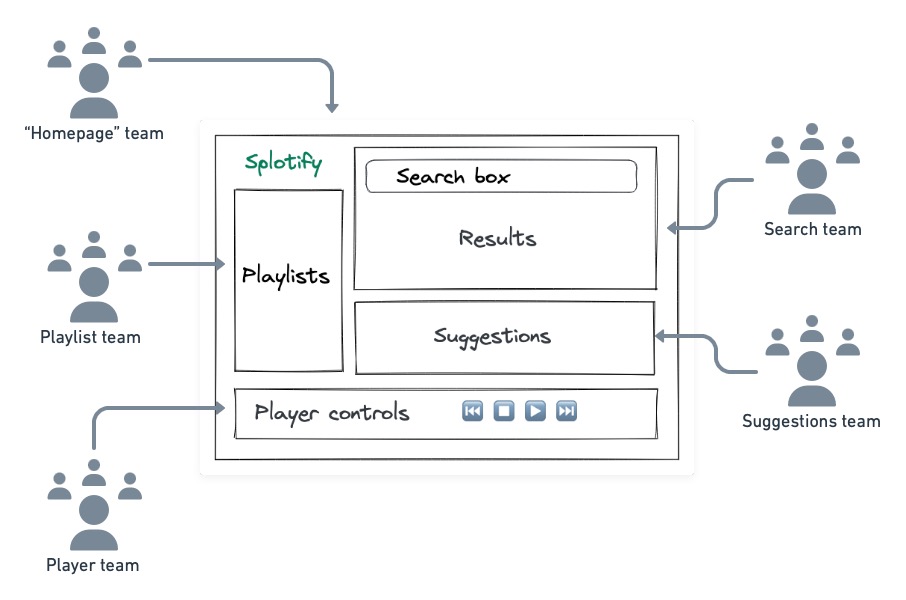 “Homepage” team
Splotify
Search box
Results
Search team
Playlists
Playlist team
Suggestions
Suggestions team
Player controls
Player team